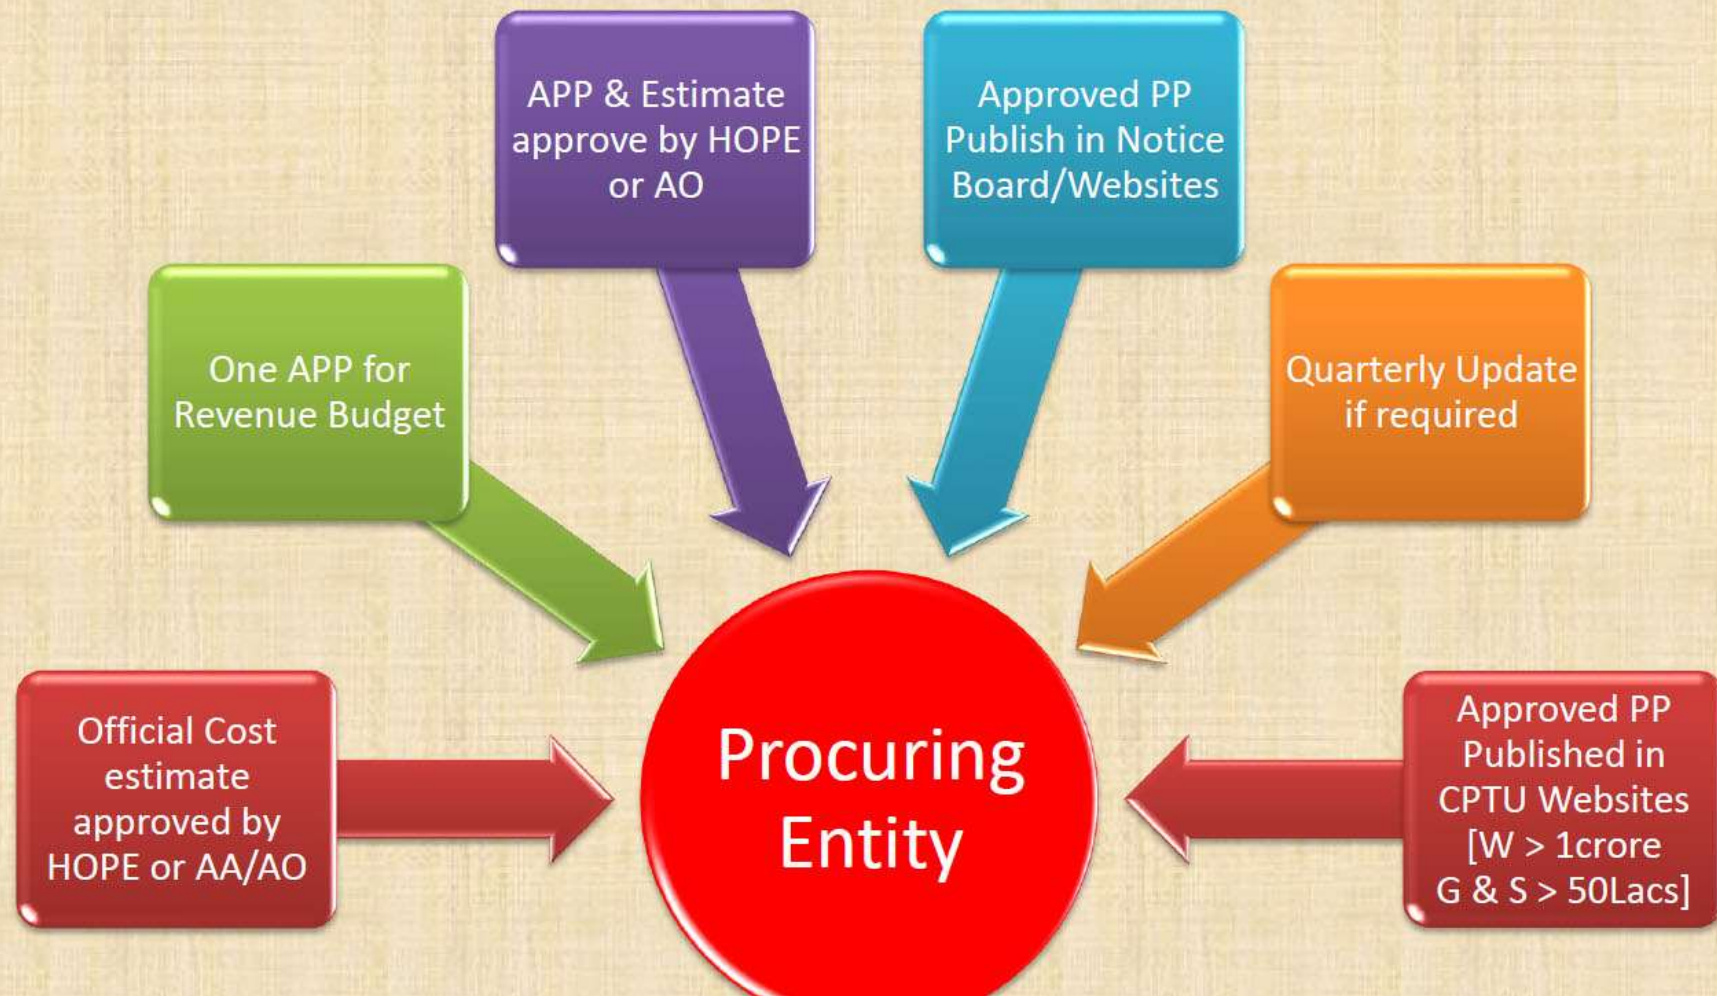 Official Cost
estimate
approved by
HOPE or AA/AO
One APP for
Revenue Budget
APP & Estimate
approve by HOPE
or AO
Approved PP
Publish in Notice
Board/Websites
Quarterly Update
if required
Approved PP
Published in
CPTU Websites
[W > 1crore
G & S > 50Lacs]
Procuring
Entity